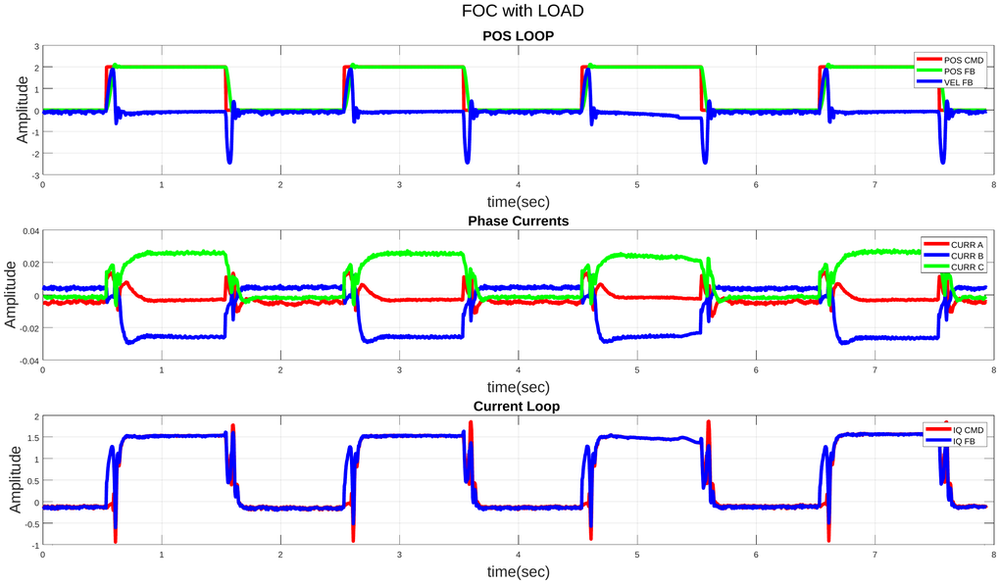 FOC with LOAD
POS LOOP
Amplitude
3
2
1
0
-1
-2
-3
POS CMD
POS FB
VEL FB
0 1 2 3 4 5 6 7 8
time(sec)
Phase Currents
Amplitude
0.04
0.02
0
-0.02
-0.04
CURR A
CURR B
CURR C
0 1 2 3 4 5 6 7 8
time(sec)
Current Loop
Amplitude
2
1.5
1
0.5
0
-0.5
-1
IQ CMD
IQ FB
0 1 2 3 4 5 6 7 8
time(sec)